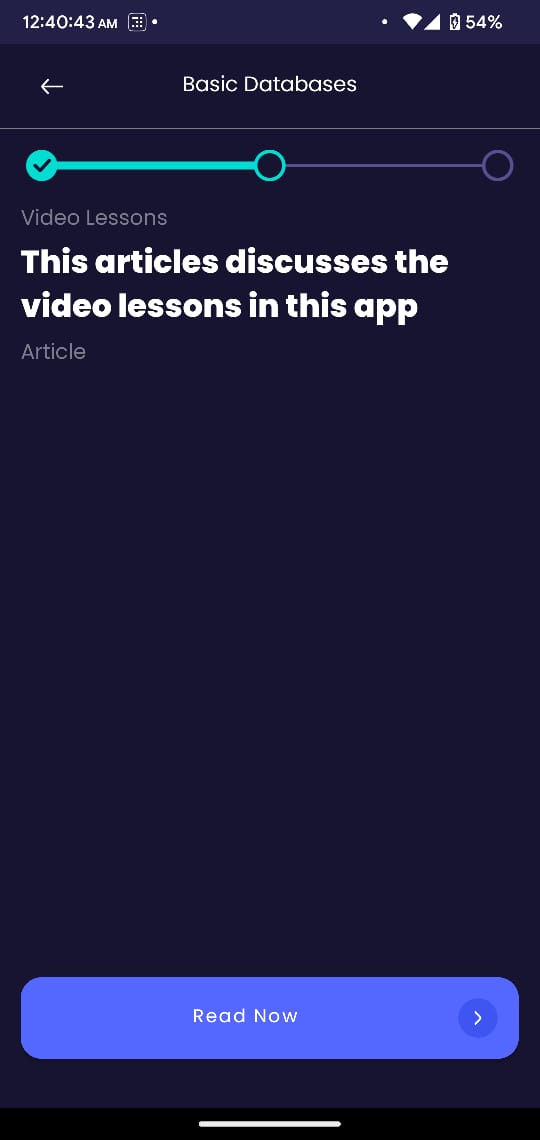 12:40:43 AM
54%
Basic Databases
Video Lessons
This articles discusses the
video lessons in this app
Article
Read Now